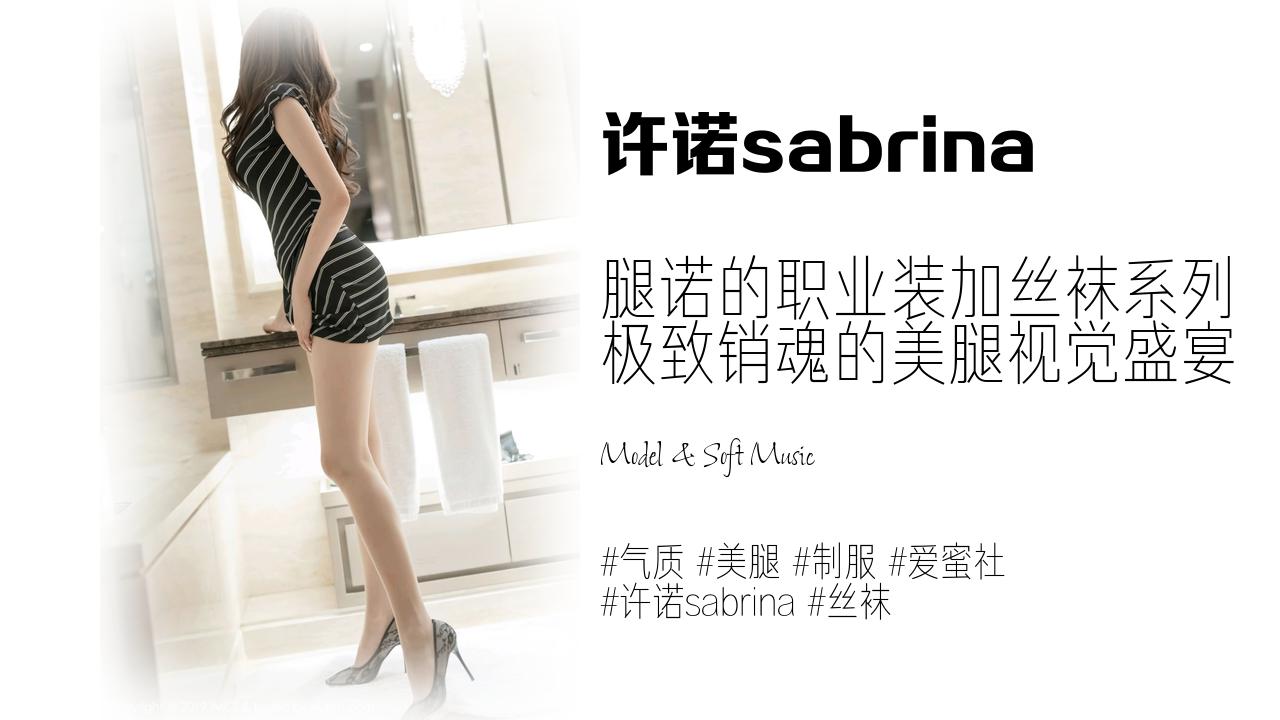 许诺sabrina
腿诺的职业装加丝袜系列
极致销魂的美腿视觉盛宴
Model & Soft Music
#气质 #美腿 #制服 #爱蜜社
#许诺sabrina #丝袜